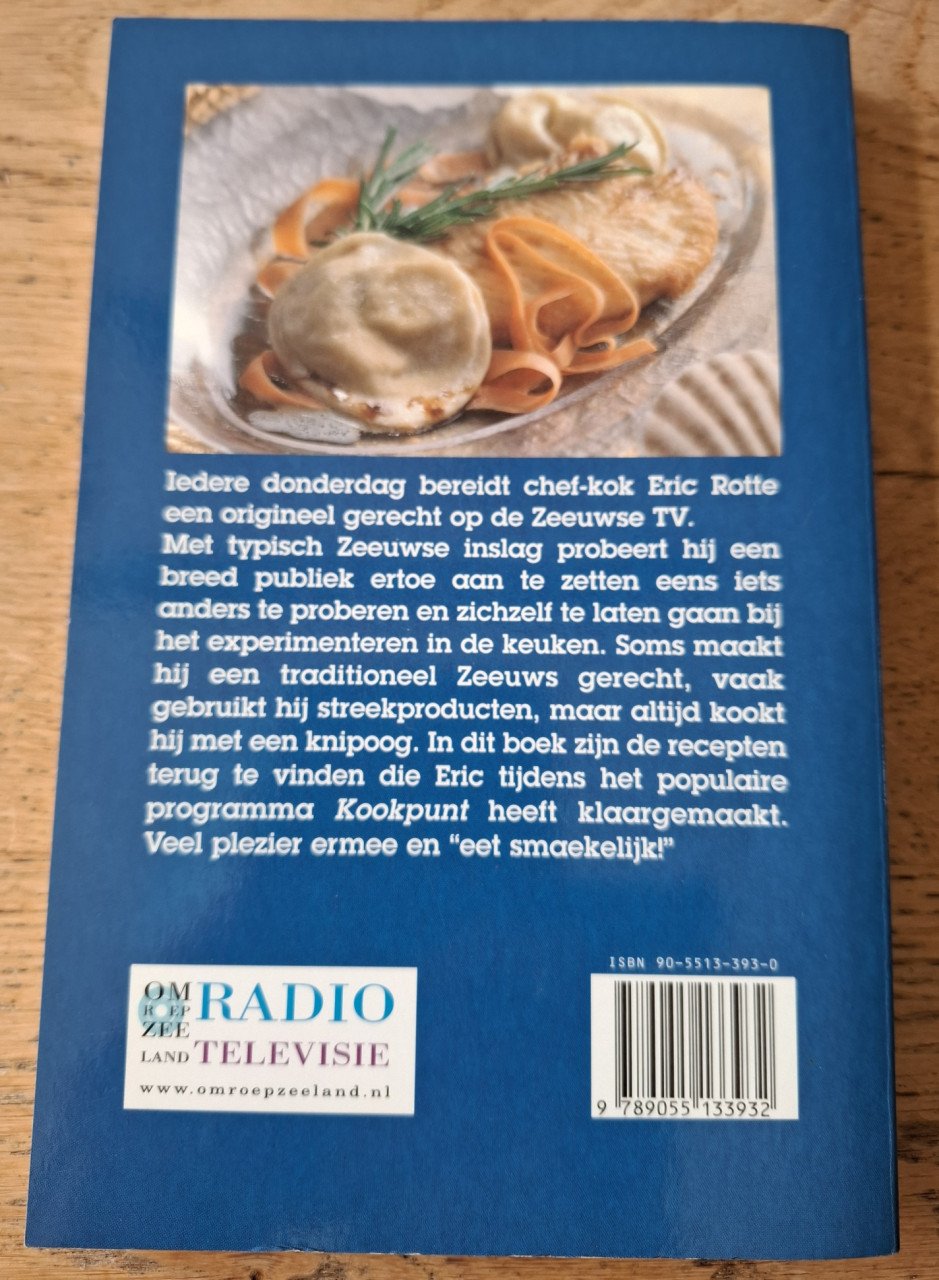 Iedere donderdag bereidt chef-kok Eric Rotte
een origineel gerecht op de Zeeuwse TV.
Met typisch Zeeuwse inslag probeert hij een
breed publiek ertoe aan te zetten eens iets
anders te proberen en zichzelf te laten gaan bij
het experimenteren in de keuken. Soms maakt
hij een traditioneel Zeeuws gerecht, vaak
gebruikt hij streekproducten, maar altijd kookt
hij met een knipoog. In dit boek zijn de recepten
terug te vinden die Eric tijdens het populaire
programma Kookpunt heeft klaargemaakt.
Veel plezier ermee en “eet smaekelijk!”
OM
ROEP
ZEE
LAND
RADIO
TELEVISIE
www.omroepzeeland.nl
ISBN 90-5513-393-0
9 789055 133932